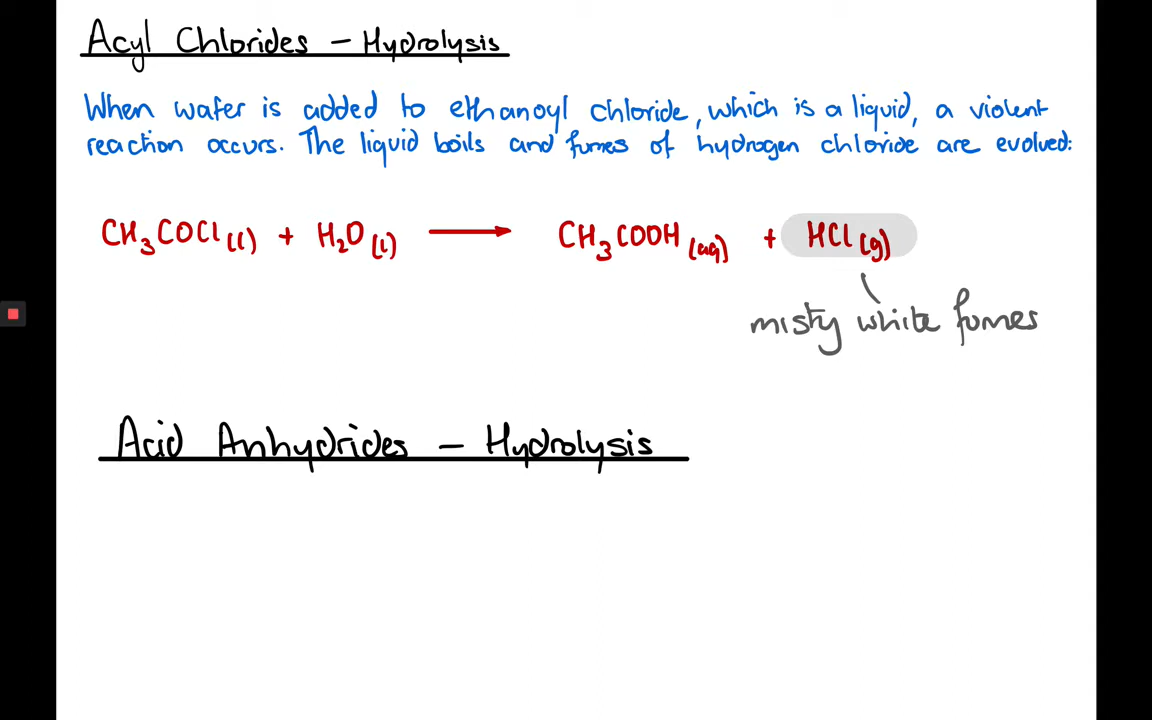 Acyl Chlorides - Hydrolysis
When water is added to ethanoyl chloride, which is a liquid, a violent
reaction occurs. The liquid boils and fumes of hydrogen chloride are evolved:
CH₃COCl(l) + H₂O(l) → CH₃COOH(aq) + HCl(g)
misty white fumes
Acid Anhydrides - Hydrolysis